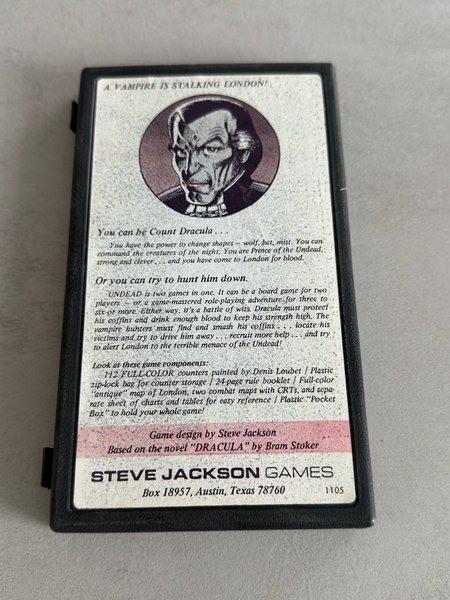 A VAMPIRE IS STALKING LONDON!
You can be Count Dracula . . .
You have the power to change shapes — wolf, bat, mist. You can
command the creatures of the night. You are Prince of the Undead,
strong and clever . . . and you have come to London for blood.
Or you can try to hunt him down.
UNDEAD is two games in one. It can be a board game for two
players — or a game-mastered role-playing adventure for three to
six or more. Either way, it's a battle of wits. Dracula must protect
his coffins and drink enough blood to keep his strength high. The
vampire hunters must find and smash his coffins . . . locate his
victims and try to drive him away . . . recruit more help . . . and try
to alert London to the terrible menace of the Undead!
Look at these game components:
112 FULL-COLOR counters painted by Denis Loubet / Plastic
zip-lock bag for counter storage / 24-page rule booklet / Full-color
"antique" map of London, two combat maps with CRTs, and sepa-
rate sheet of charts and tables for easy reference / Plastic "Pocket
Box" to hold your whole game!
Game design by Steve Jackson
Based on the novel "DRACULA" by Bram Stoker
STEVE JACKSON GAMES
Box 18957, Austin, Texas 78760
1105